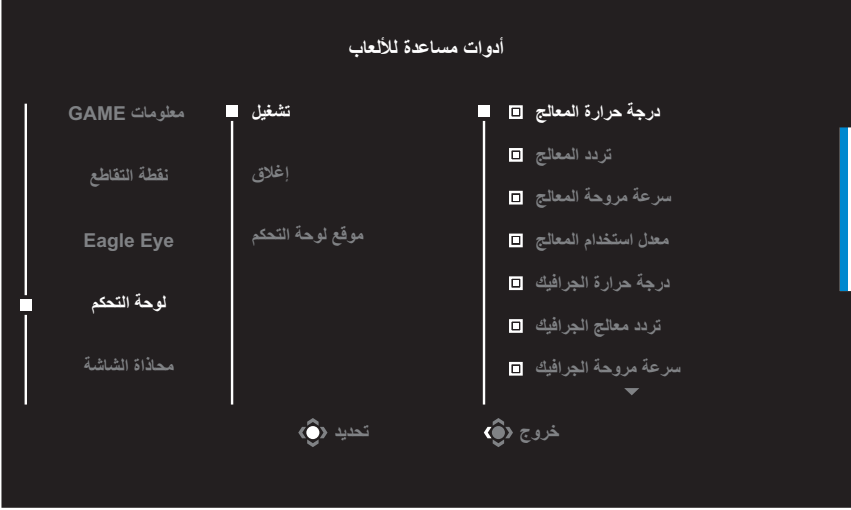 أدوات مساعدة للألعاب
معلومات GAME
نقطة التقاطع
Eagle Eye
لوحة التحكم
محاذاة الشاشة
تشغيل
إغلاق
موقع لوحة التحكم
درجة حرارة المعالج
تردد المعالج
سرعة مروحة المعالج
معدل استخدام المعالج
درجة حرارة الجرافيك
تردد معالج الجرافيك
سرعة مروحة الجرافيك
تحديد
خروج